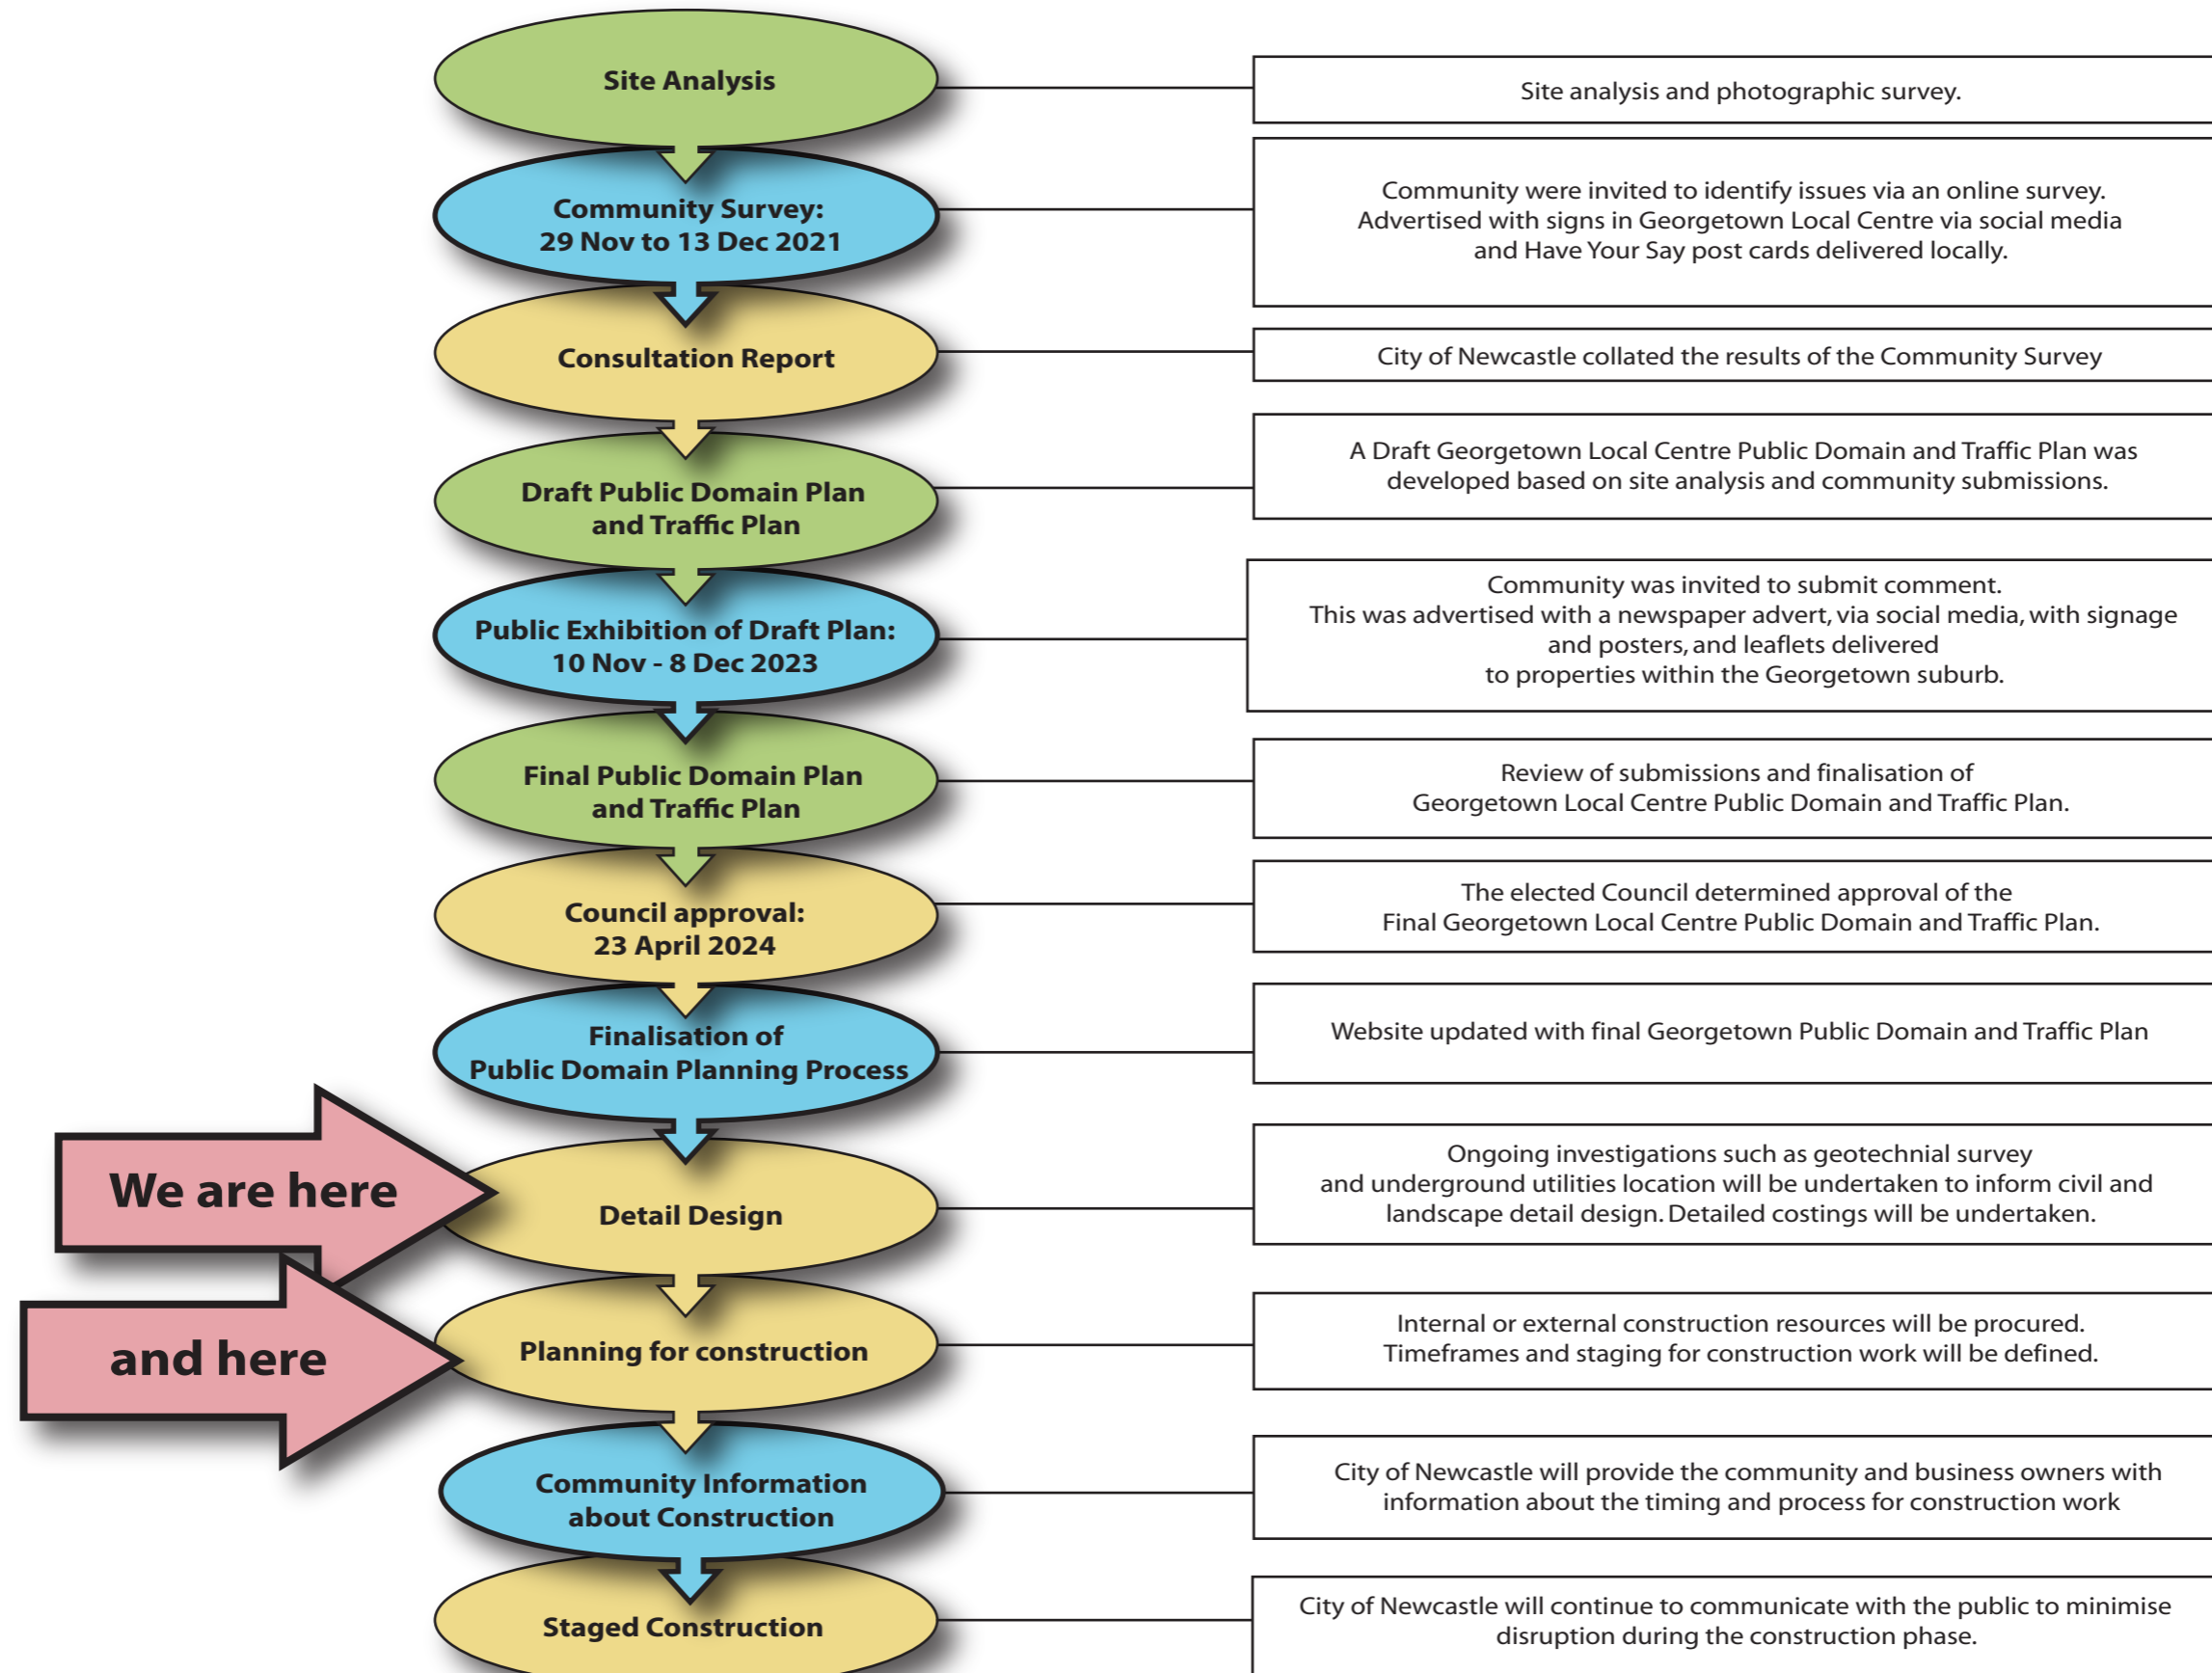 Site Analysis
Site analysis and photographic survey.
Community Survey:
29 Nov to 13 Dec 2021
Community were invited to identify issues via an online survey.
Advertised with signs in Georgetown Local Centre via social media
and Have Your Say post cards delivered locally.
Consultation Report
City of Newcastle collated the results of the Community Survey
Draft Public Domain Plan
and Traffic Plan
A Draft Georgetown Local Centre Public Domain and Traffic Plan was
developed based on site analysis and community submissions.
Public Exhibition of Draft Plan:
10 Nov - 8 Dec 2023
Community was invited to submit comment.
This was advertised with a newspaper advert, via social media, with signage
and posters, and leaflets delivered
to properties within the Georgetown suburb.
Final Public Domain Plan
and Traffic Plan
Review of submissions and finalisation of
Georgetown Local Centre Public Domain and Traffic Plan.
Council approval:
23 April 2024
The elected Council determined approval of the
Final Georgetown Local Centre Public Domain and Traffic Plan.
Finalisation of
Public Domain Planning Process
Website updated with final Georgetown Public Domain and Traffic Plan
We are here
Detail Design
Ongoing investigations such as geotechnial survey
and underground utilities location will be undertaken to inform civil and
landscape detail design. Detailed costings will be undertaken.
and here
Planning for construction
Internal or external construction resources will be procured.
Timeframes and staging for construction work will be defined.
Community Information
about Construction
City of Newcastle will provide the community and business owners with
information about the timing and process for construction work
Staged Construction
City of Newcastle will continue to communicate with the public to minimise
disruption during the construction phase.